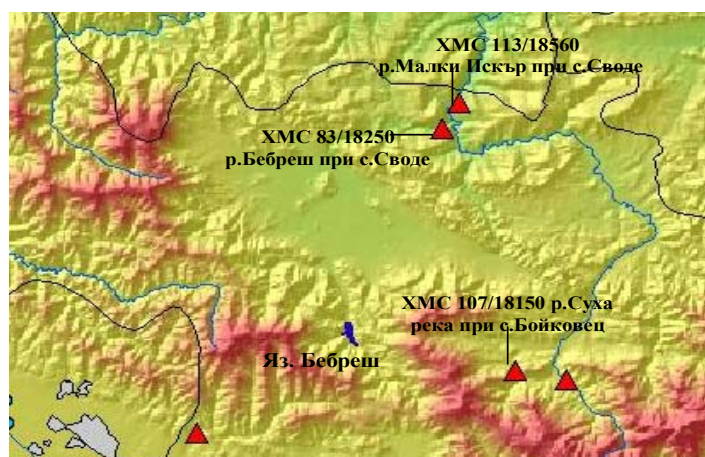 ХМС 113/18560
р.Малки Искър при с.Своде
ХМС 83/18250
р.Бебреш при с.Своде
ХМС 107/18150 р.Суха
река при с.Бойковец
Яз. Бебреш